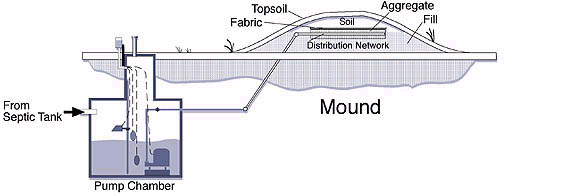 Topsoil
Aggregate
Fabric
Soil
Fill
Distribution Network
From
Septic Tank
Mound
Pump Chamber